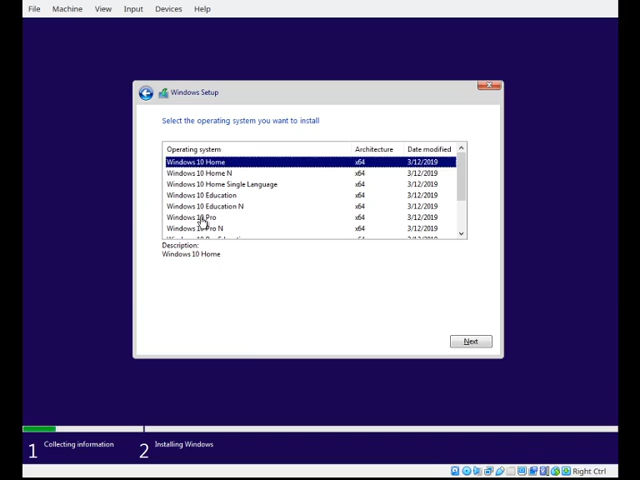 File Machine View Input Devices Help
Windows Setup
Select the operating system you want to install
Operating system Architecture Date modified
Windows 10 Home x64 3/12/2019
Windows 10 Home N x64 3/12/2019
Windows 10 Home Single Language x64 3/12/2019
Windows 10 Education x64 3/12/2019
Windows 10 Education N x64 3/12/2019
Windows 10 Pro x64 3/12/2019
Windows 10 Pro N x64 3/12/2019
Description:
Windows 10 Home
Next
1 Collecting information 2 Installing Windows
Right Ctrl